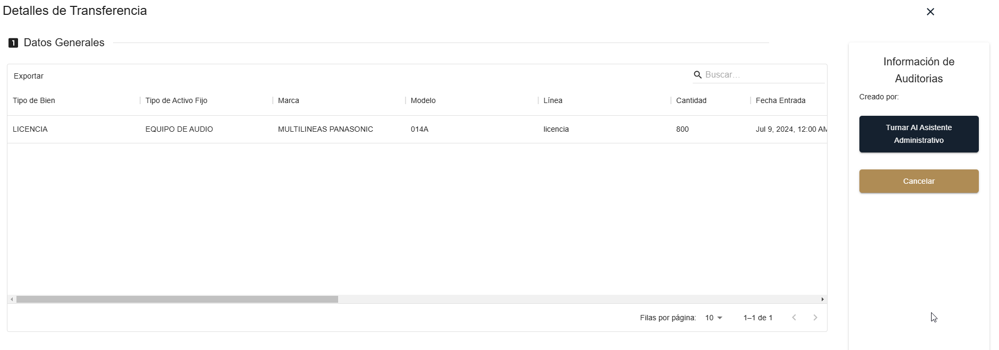 Detalles de Transferencia
1 Datos Generales
Exportar
Buscar...
Tipo de Bien Tipo de Activo Fijo Marca Modelo Línea Cantidad Fecha Entrada
LICENCIA EQUIPO DE AUDIO MULTILINEAS PANASONIC 014A licencia 800 Jul 9, 2024, 12:00 AM
Filas por página: 10 1–1 de 1
Información de
Auditorias
Creado por:
Turnar Al Asistente
Administrativo
Cancelar